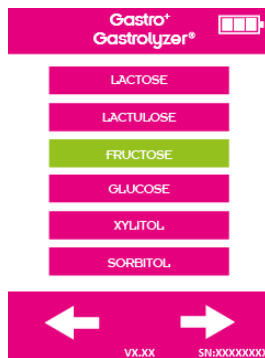 Gastro⁺
Gastrolyzer®
LACTOSE
LACTULOSE
FRUCTOSE
GLUCOSE
XYLITOL
SORBITOL
VX.XX SN:XXXXXXX